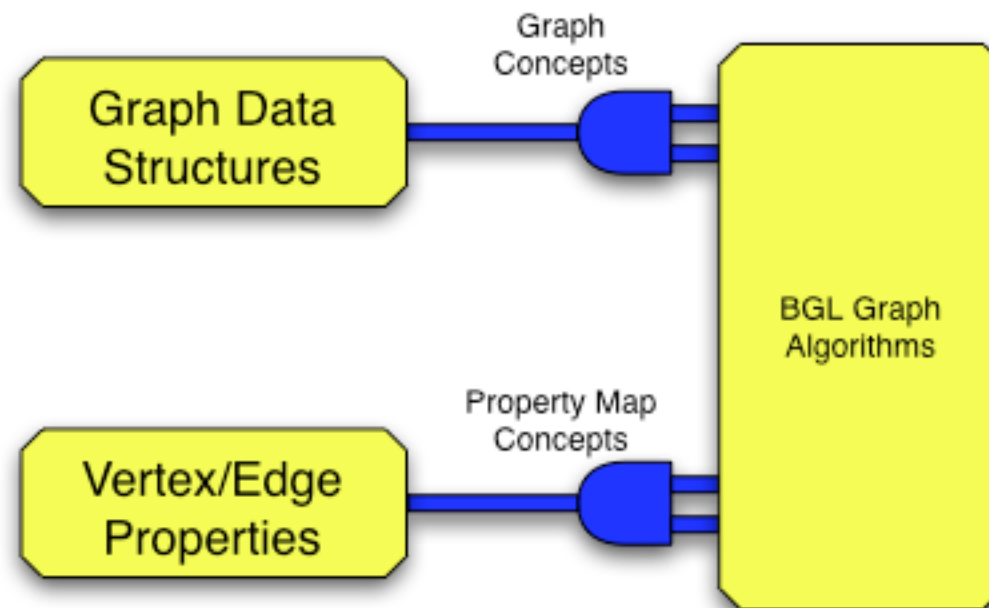 Graph
Concepts
Graph Data
Structures
BGL Graph
Algorithms
Property Map
Concepts
Vertex/Edge
Properties